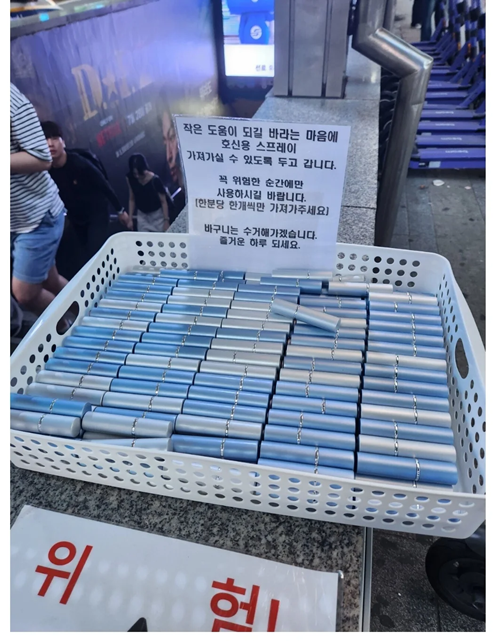 작은 도움이 되길 바라는 마음에
호신용 스프레이
가져가실 수 있도록 두고 갑니다.
꼭 위험한 순간에만
사용하시길 바랍니다.
[한분당 한개씩만 가져가주세요]
바구니는 수거해가겠습니다.
즐거운 하루 되세요.
위험